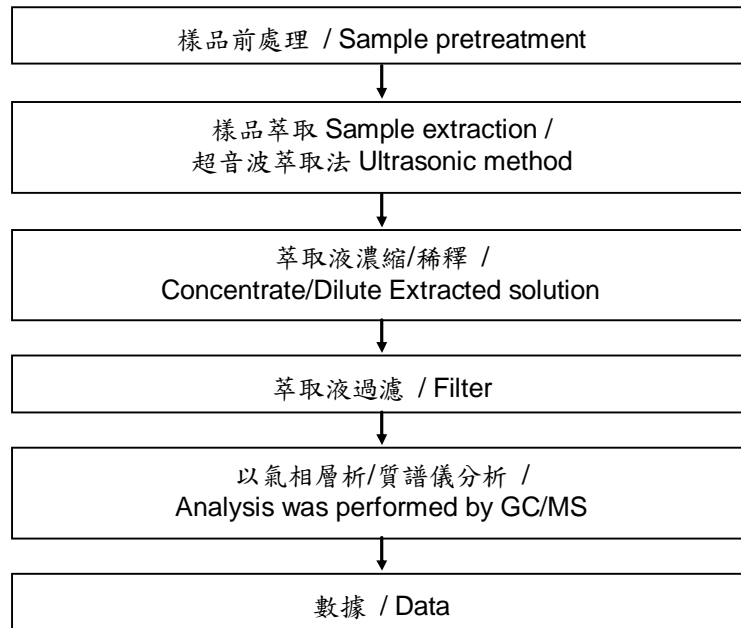 樣品前處理 / Sample pretreatment
樣品萃取 Sample extraction /
超音波萃取法 Ultrasonic method
萃取液濃縮/稀釋 /
Concentrate/Dilute Extracted solution
萃取液過濾 / Filter
以氣相層析/質譜儀分析 /
Analysis was performed by GC/MS
數據 / Data